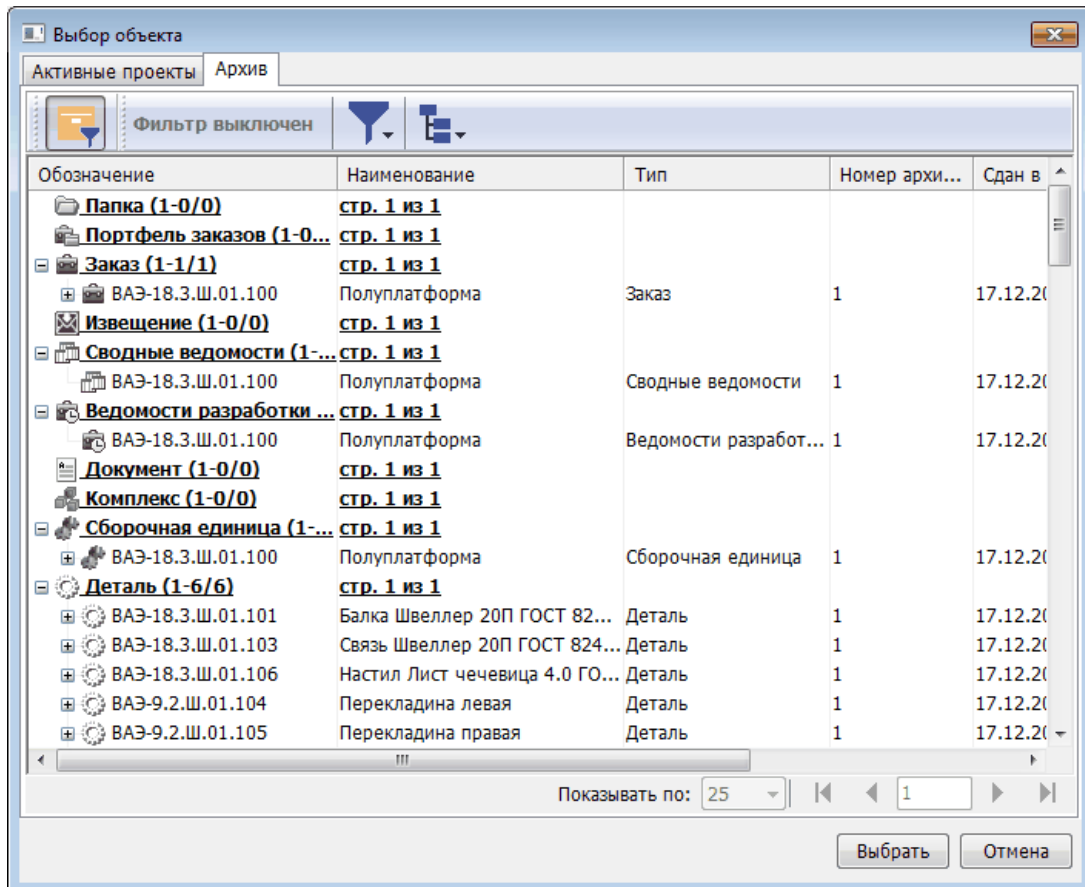 Выбор объекта
Активные проекты Архив
Фильтр выключен
Обозначение Наименование Тип Номер архи... Сдан в
Папка (1-0/0) стр. 1 из 1
Портфель заказов (1-0... стр. 1 из 1
Заказ (1-1/1) стр. 1 из 1
ВАЭ-18.3.Ш.01.100 Полуплатформа Заказ 1 17.12.20
Извещение (1-0/0) стр. 1 из 1
Сводные ведомости (1-... стр. 1 из 1
ВАЭ-18.3.Ш.01.100 Полуплатформа Сводные ведомости 1 17.12.20
Ведомости разработки ... стр. 1 из 1
ВАЭ-18.3.Ш.01.100 Полуплатформа Ведомости разработ... 1 17.12.20
Документ (1-0/0) стр. 1 из 1
Комплекс (1-0/0) стр. 1 из 1
Сборочная единица (1-... стр. 1 из 1
ВАЭ-18.3.Ш.01.100 Полуплатформа Сборочная единица 1 17.12.20
Деталь (1-6/6) стр. 1 из 1
ВАЭ-18.3.Ш.01.101 Балка Швеллер 20П ГОСТ 82... Деталь 1 17.12.20
ВАЭ-18.3.Ш.01.103 Связь Швеллер 20П ГОСТ 824... Деталь 1 17.12.20
ВАЭ-18.3.Ш.01.106 Настил Лист чечевица 4.0 ГО... Деталь 1 17.12.20
ВАЭ-9.2.Ш.01.104 Перекладина левая Деталь 1 17.12.20
ВАЭ-9.2.Ш.01.105 Перекладина правая Деталь 1 17.12.20
Показывать по: 25 1
Выбрать Отмена